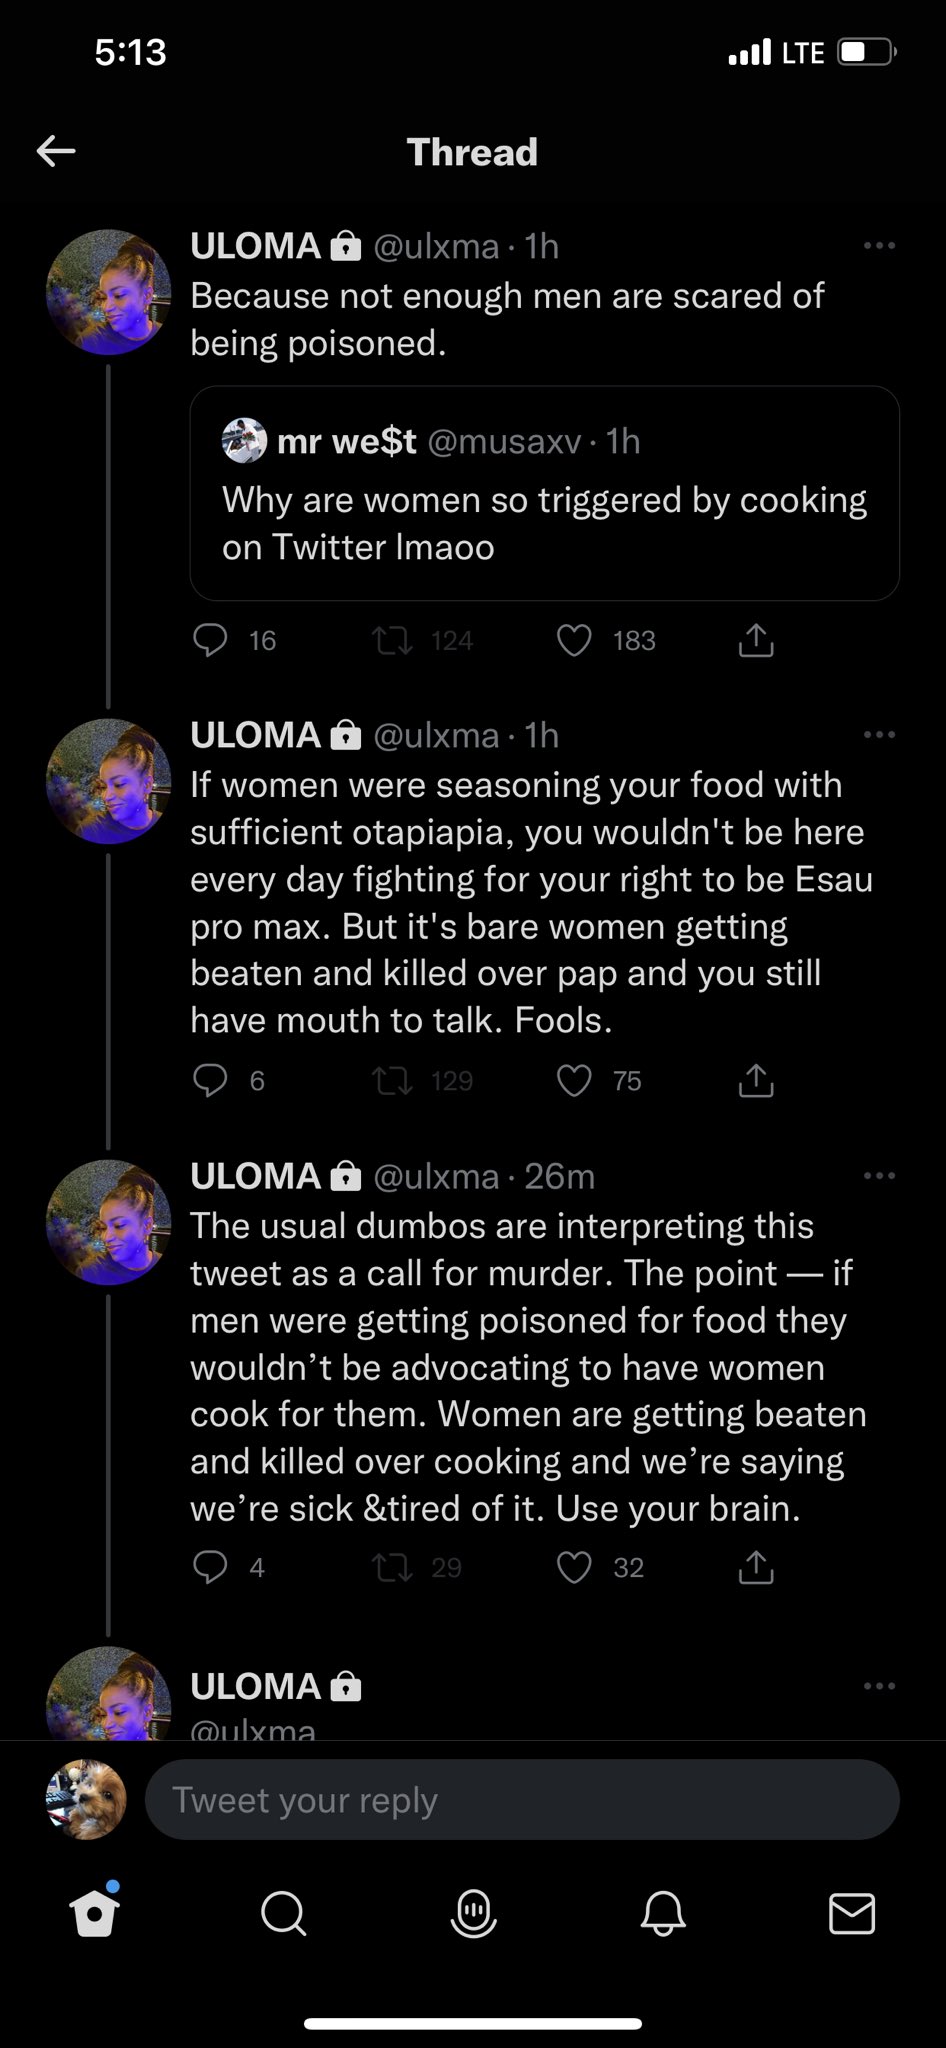 5:13
LTE
Thread
ULOMA @ulxma · 1h
Because not enough men are scared of
being poisoned.
mr we$t @musaxv · 1h
Why are women so triggered by cooking
on Twitter lmaoo
16 124 183
ULOMA @ulxma · 1h
If women were seasoning your food with
sufficient otapiapia, you wouldn't be here
every day fighting for your right to be Esau
pro max. But it's bare women getting
beaten and killed over pap and you still
have mouth to talk. Fools.
6 129 75
ULOMA @ulxma · 26m
The usual dumbos are interpreting this
tweet as a call for murder. The point — if
men were getting poisoned for food they
wouldn’t be advocating to have women
cook for them. Women are getting beaten
and killed over cooking and we’re saying
we’re sick &tired of it. Use your brain.
4 29 32
ULOMA
@ulxma
Tweet your reply